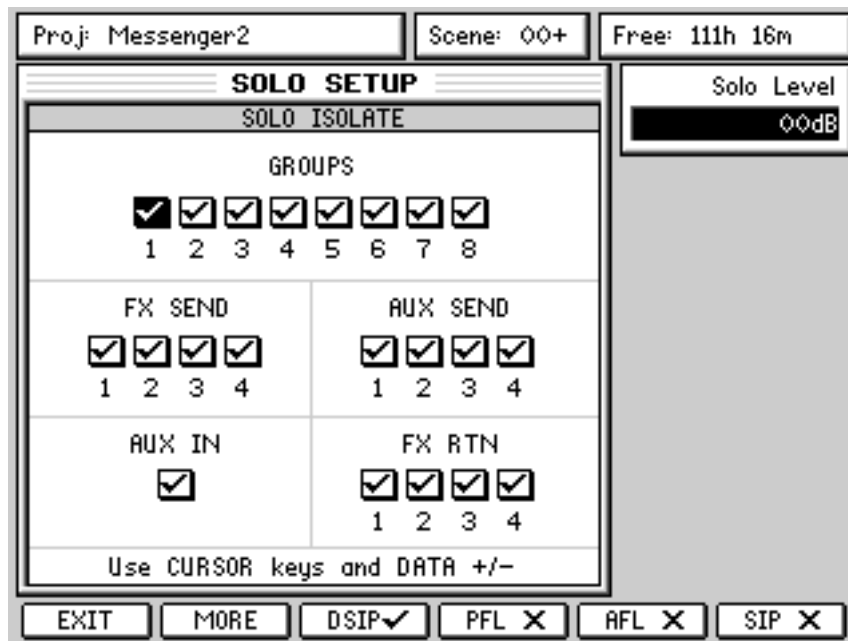 Proj: Messenger2 Scene: 00+ Free: 111h 16m
SOLO SETUP
Solo Level
00dB
SOLO ISOLATE
GROUPS
1 2 3 4 5 6 7 8
FX SEND AUX SEND
1 2 3 4 1 2 3 4
AUX IN FX RTN
1 2 3 4
Use CURSOR keys and DATA +/-
EXIT MORE DSIP✓ PFL X AFL X SIP X